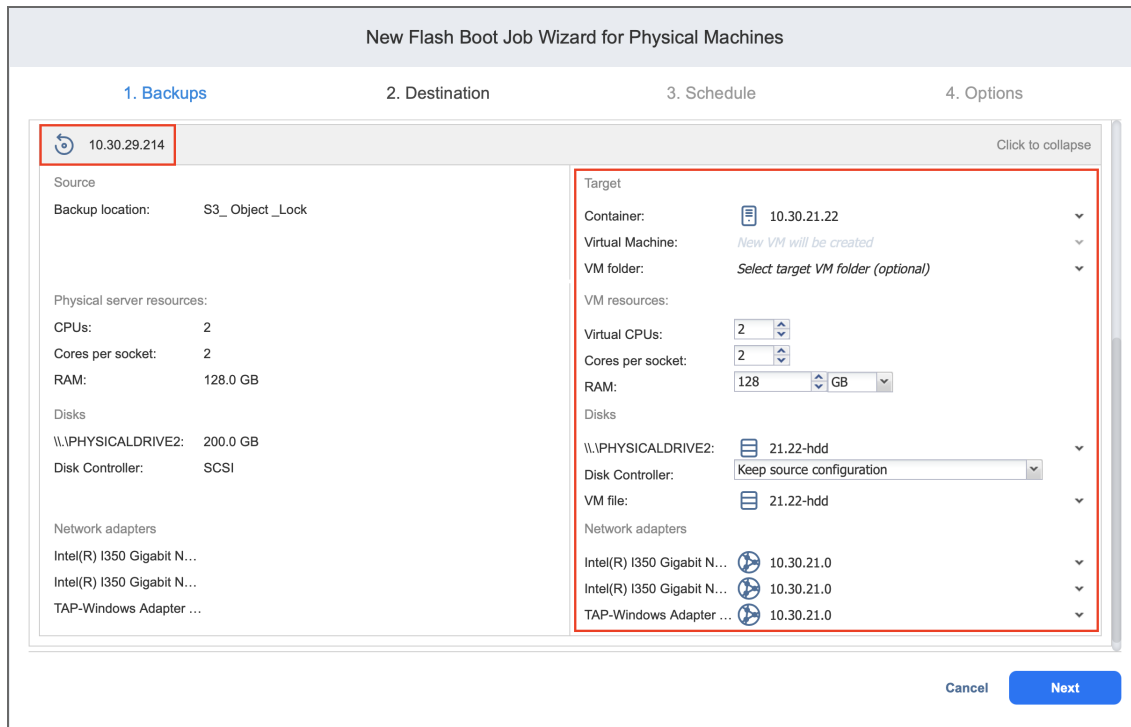 New Flash Boot Job Wizard for Physical Machines
1. Backups
2. Destination
3. Schedule
4. Options
10.30.29.214
Click to collapse
Source
Backup location: S3_ Object _Lock
Physical server resources:
CPUs: 2
Cores per socket: 2
RAM: 128.0 GB
Disks
\\.\PHYSICALDRIVE2: 200.0 GB
Disk Controller: SCSI
Network adapters
Intel(R) I350 Gigabit N...
Intel(R) I350 Gigabit N...
TAP-Windows Adapter ...
Target
Container: 10.30.21.22
Virtual Machine: New VM will be created
VM folder: Select target VM folder (optional)
VM resources:
Virtual CPUs: 2
Cores per socket: 2
RAM: 128 GB
Disks
\\.\PHYSICALDRIVE2: 21.22-hdd
Disk Controller: Keep source configuration
VM file: 21.22-hdd
Network adapters
Intel(R) I350 Gigabit N... 10.30.21.0
Intel(R) I350 Gigabit N... 10.30.21.0
TAP-Windows Adapter ... 10.30.21.0
Cancel
Next